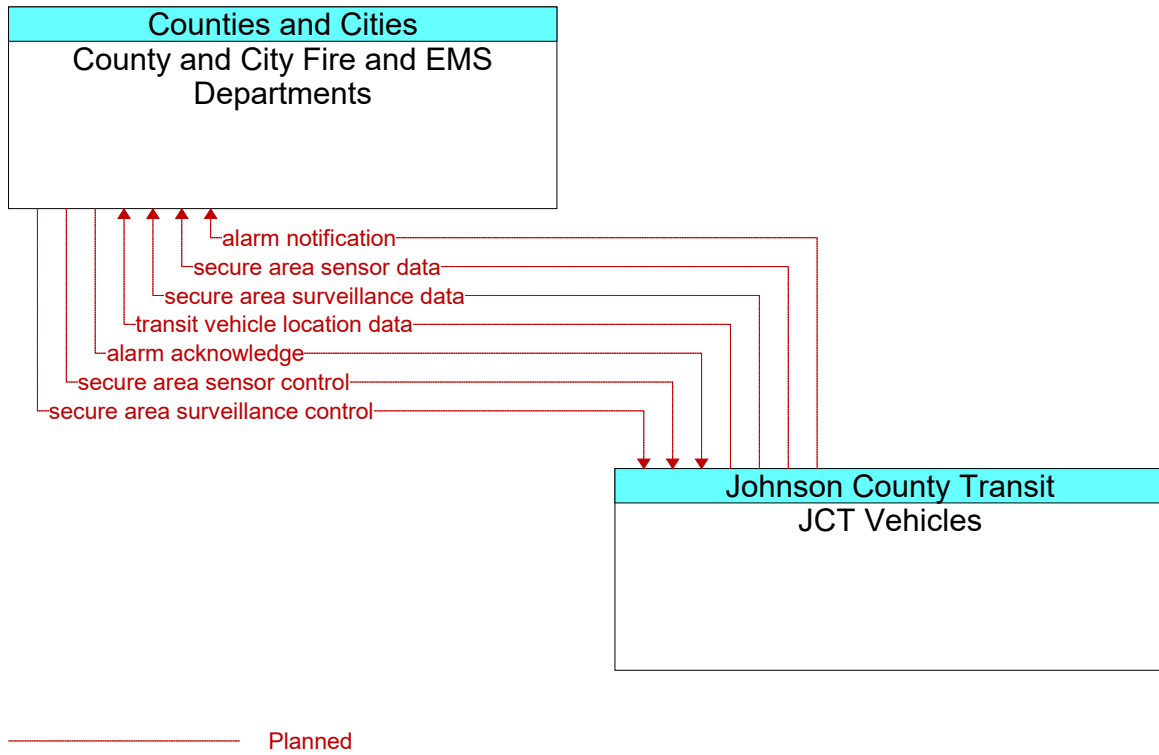 Counties and Cities
County and City Fire and EMS
Departments
alarm notification
secure area sensor data
secure area surveillance data
transit vehicle location data
alarm acknowledge
secure area sensor control
secure area surveillance control
Johnson County Transit
JCT Vehicles
Planned